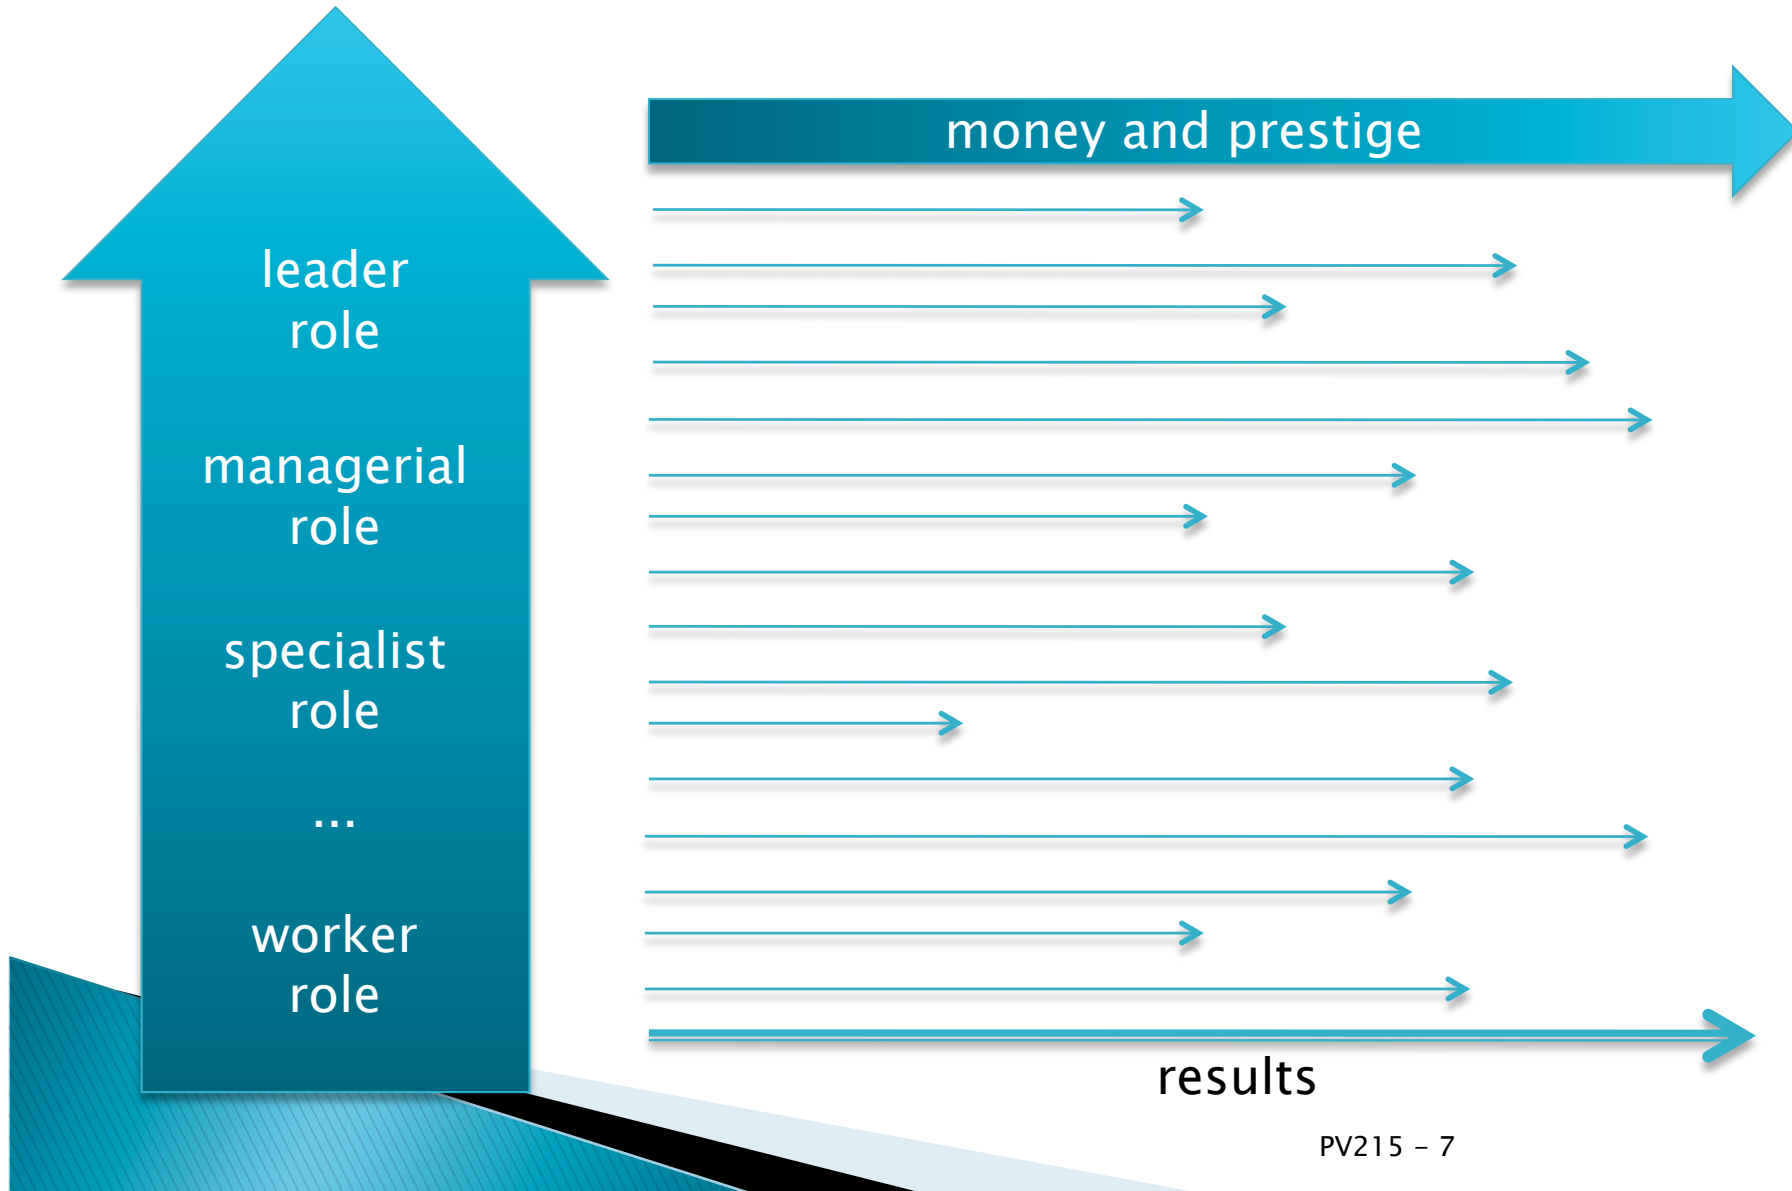 money and prestige
leader
role
managerial
role
specialist
role
...
worker
role
results
PV215 – 7